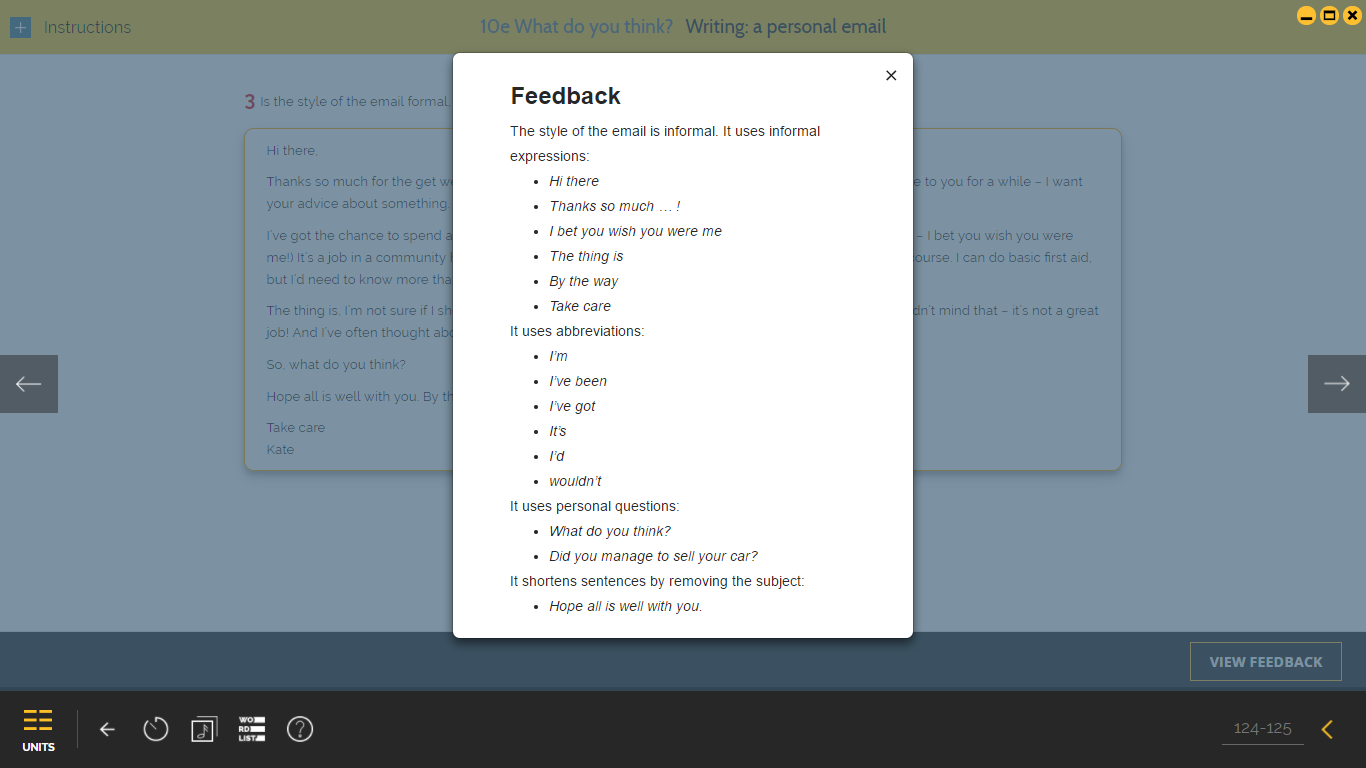 Instructions
10e What do you think? Writing: a personal email
3 Is the style of the email formal,
Hi there,
Thanks so much for the get
e to you for a while – I want
your advice about something.
I've got the chance to spend a
– I bet you wish you were
me!) It's a job in a community
course. I can do basic first aid,
but I'd need to know more tha
The thing is, I'm not sure if I sh
dn't mind that – it's not a great
job! And I've often thought abo
So, what do you think?
Hope all is well with you. By th
Take care
Kate
Feedback
The style of the email is informal. It uses informal
expressions:
• Hi there
• Thanks so much … !
• I bet you wish you were me
• The thing is
• By the way
• Take care
It uses abbreviations:
• I'm
• I've been
• I've got
• It's
• I'd
• wouldn't
It uses personal questions:
• What do you think?
• Did you manage to sell your car?
It shortens sentences by removing the subject:
• Hope all is well with you.
VIEW FEEDBACK
UNITS
WO
RD
LIST
124-125